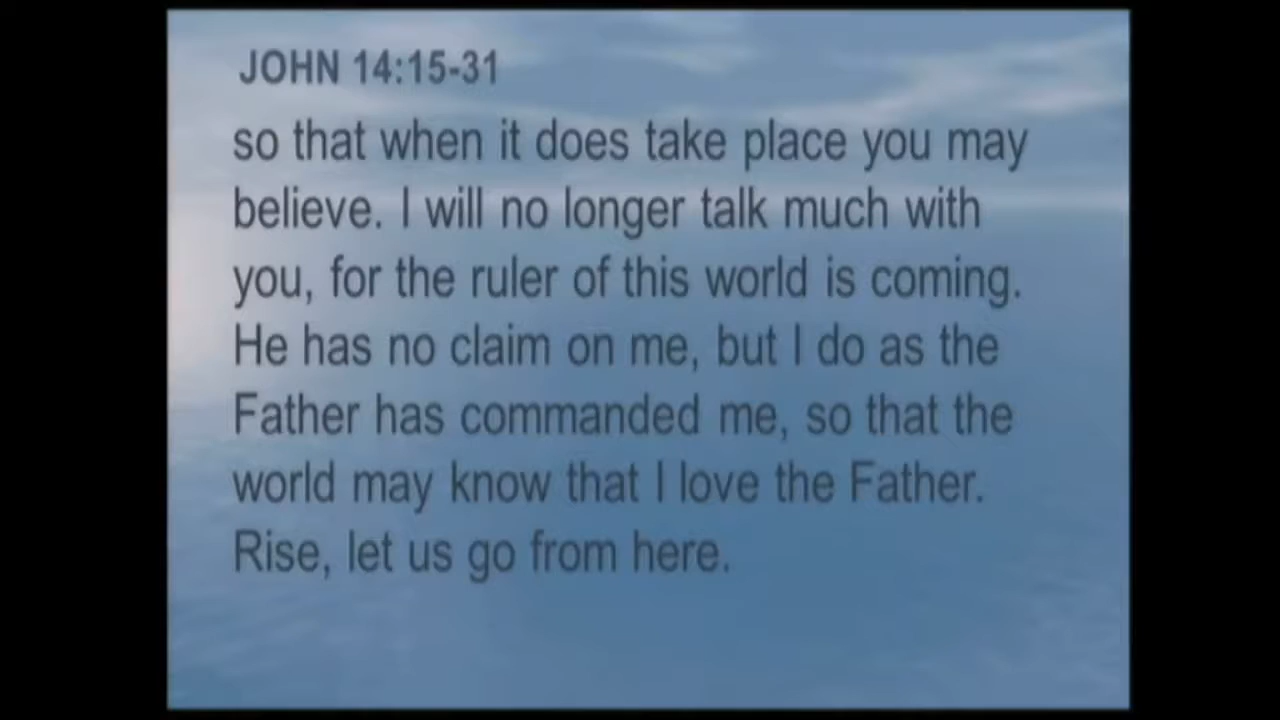 JOHN 14:15-31
so that when it does take place you may
believe. I will no longer talk much with
you, for the ruler of this world is coming.
He has no claim on me, but I do as the
Father has commanded me, so that the
world may know that I love the Father.
Rise, let us go from here.